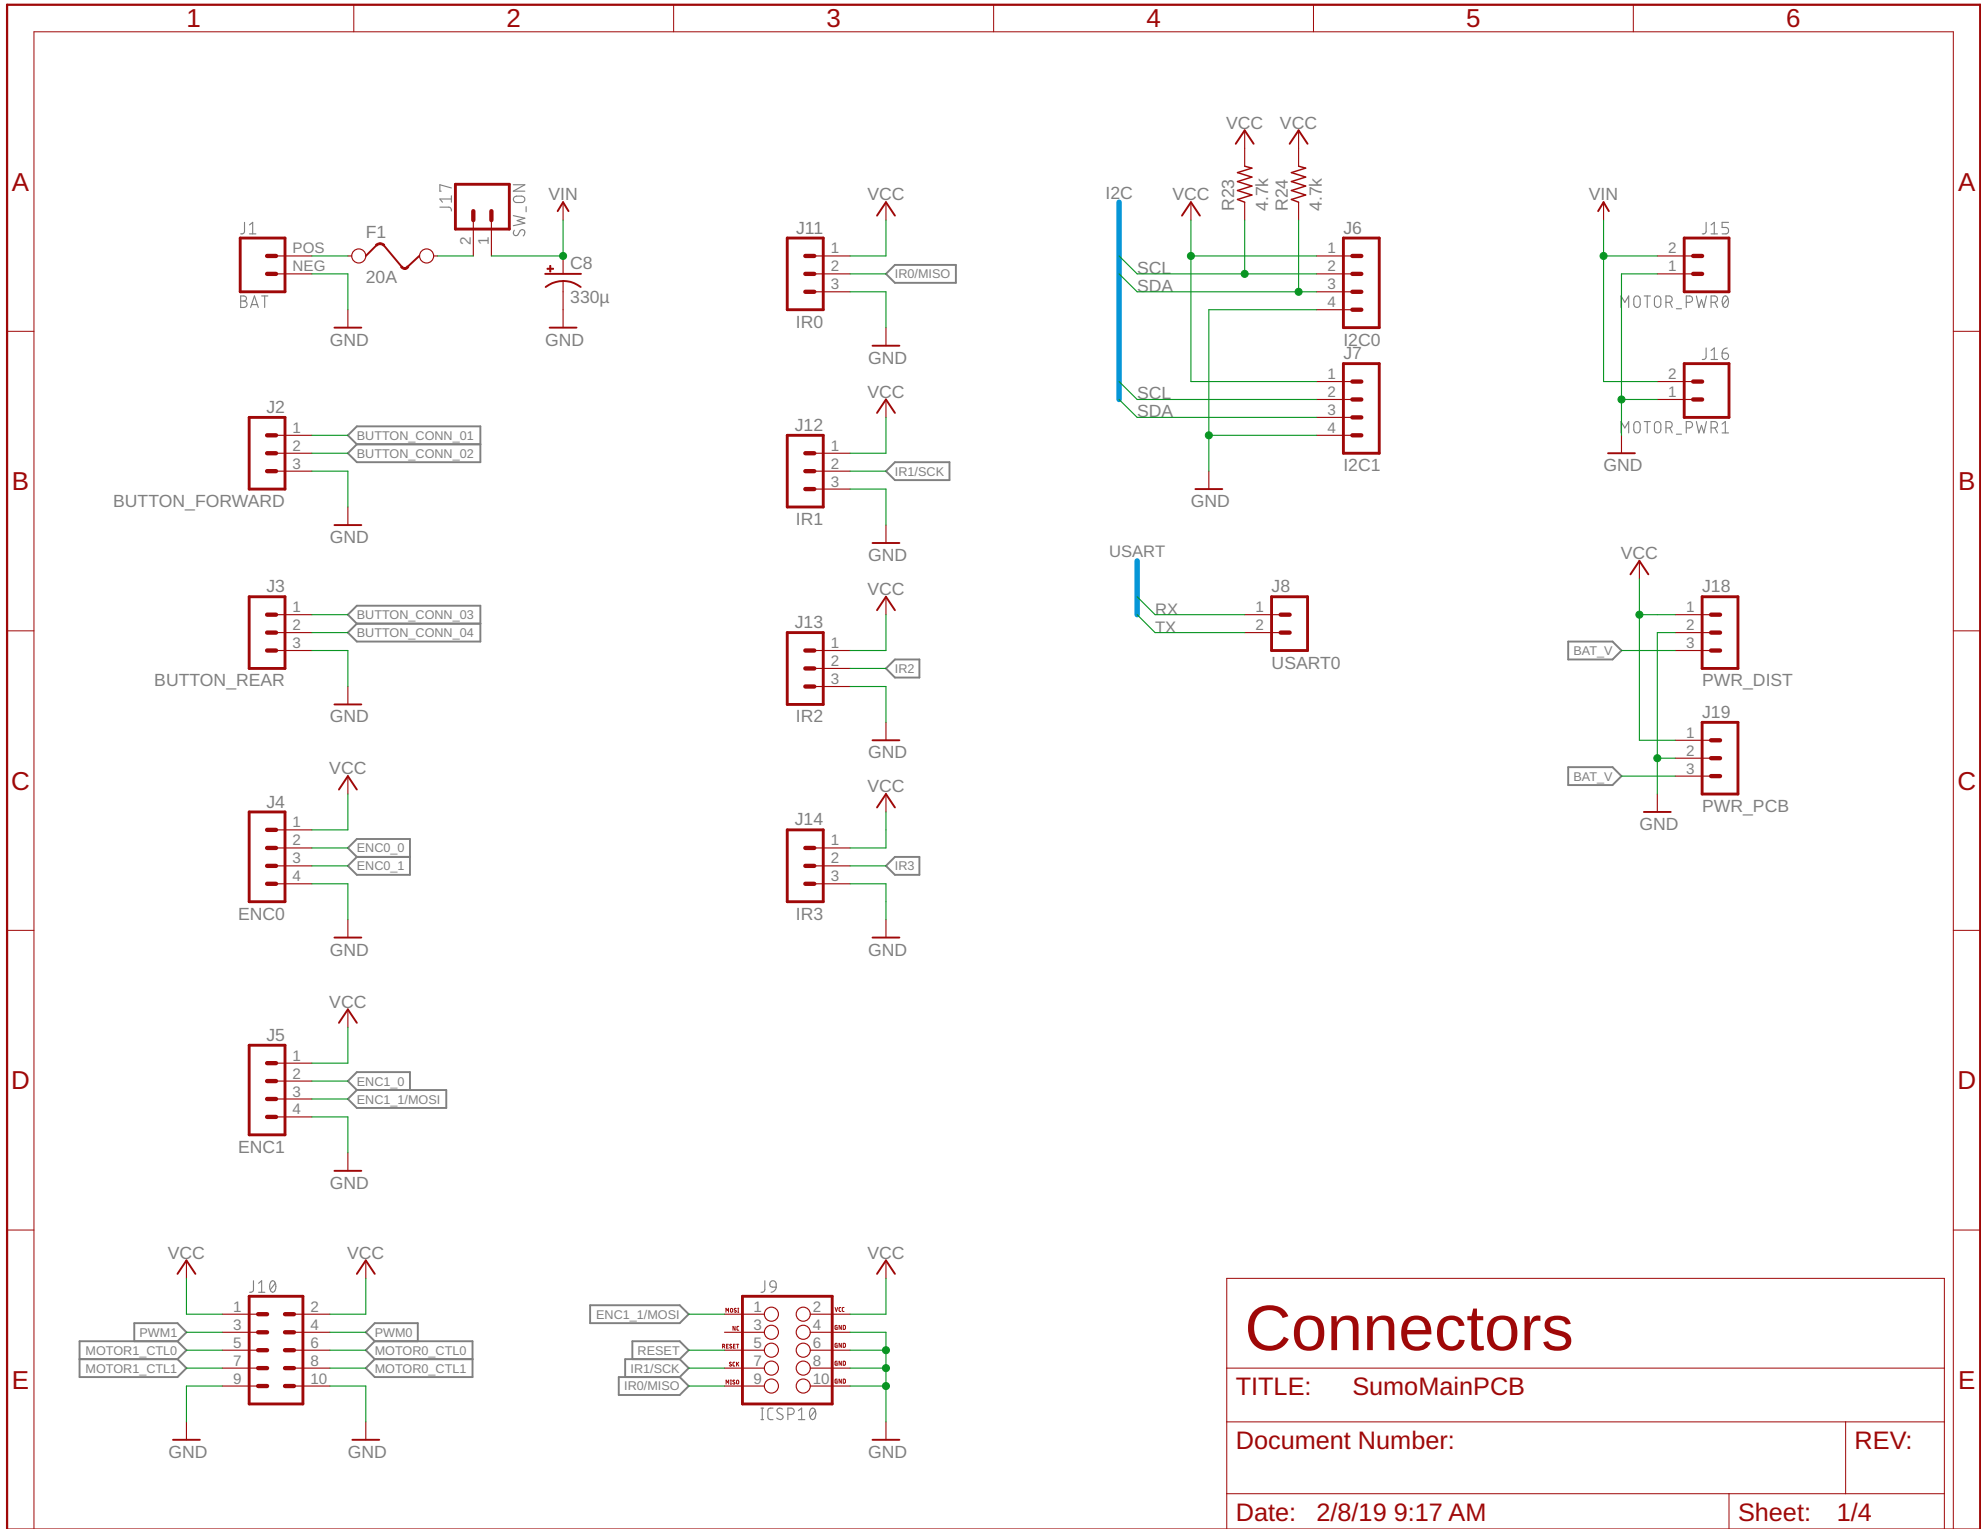 1 2 3 4 5 6
A
B
C
D
E
A
B
C
D
E
J1
POS
NEG
BAT
GND
F1
20A
J17
SW_ON
2
1
VIN
C8
330µ
GND
J2
1
2
3
BUTTON_CONN_01
BUTTON_CONN_02
BUTTON_FORWARD
GND
J3
1
2
3
BUTTON_CONN_03
BUTTON_CONN_04
BUTTON_REAR
GND
VCC
J4
1
2
3
4
ENC0_0
ENC0_1
ENC0
GND
VCC
J5
1
2
3
4
ENC1_0
ENC1_1/MOSI
ENC1
GND
VCC
VCC
J10
1 2
PWM1 3 4 PWM0
MOTOR1_CTL0 5 6 MOTOR0_CTL0
MOTOR1_CTL1 7 8 MOTOR0_CTL1
9 10
GND
GND
VCC
J11
1
2
3
IR0/MISO
IR0
GND
VCC
J12
1
2
3
IR1/SCK
IR1
GND
VCC
J13
1
2
3
IR2
IR2
GND
VCC
J14
1
2
3
IR3
IR3
GND
VCC
J9
ENC1_1/MOSI MOSI 1 2 VCC
NC 3 4 GND
RESET RESET 5 6 GND
IR1/SCK SCK 7 8 GND
IR0/MISO MISO 9 10 GND
ICSP10
GND
VCC VCC
I2C
VCC
R23
4.7k
R24
4.7k
J6
1
SCL 2
SDA 3
4
I2C0
J7
1
SCL 2
SDA 3
4
I2C1
GND
USART
J8
RX 1
TX 2
USART0
VIN
J15
2
1
MOTOR_PWR0
J16
2
1
MOTOR_PWR1
GND
VCC
J18
1
2
BAT_V 3
PWR_DIST
J19
1
2
BAT_V 3
PWR_PCB
GND
Connectors
TITLE: SumoMainPCB
Document Number:
REV:
Date: 2/8/19 9:17 AM
Sheet: 1/4